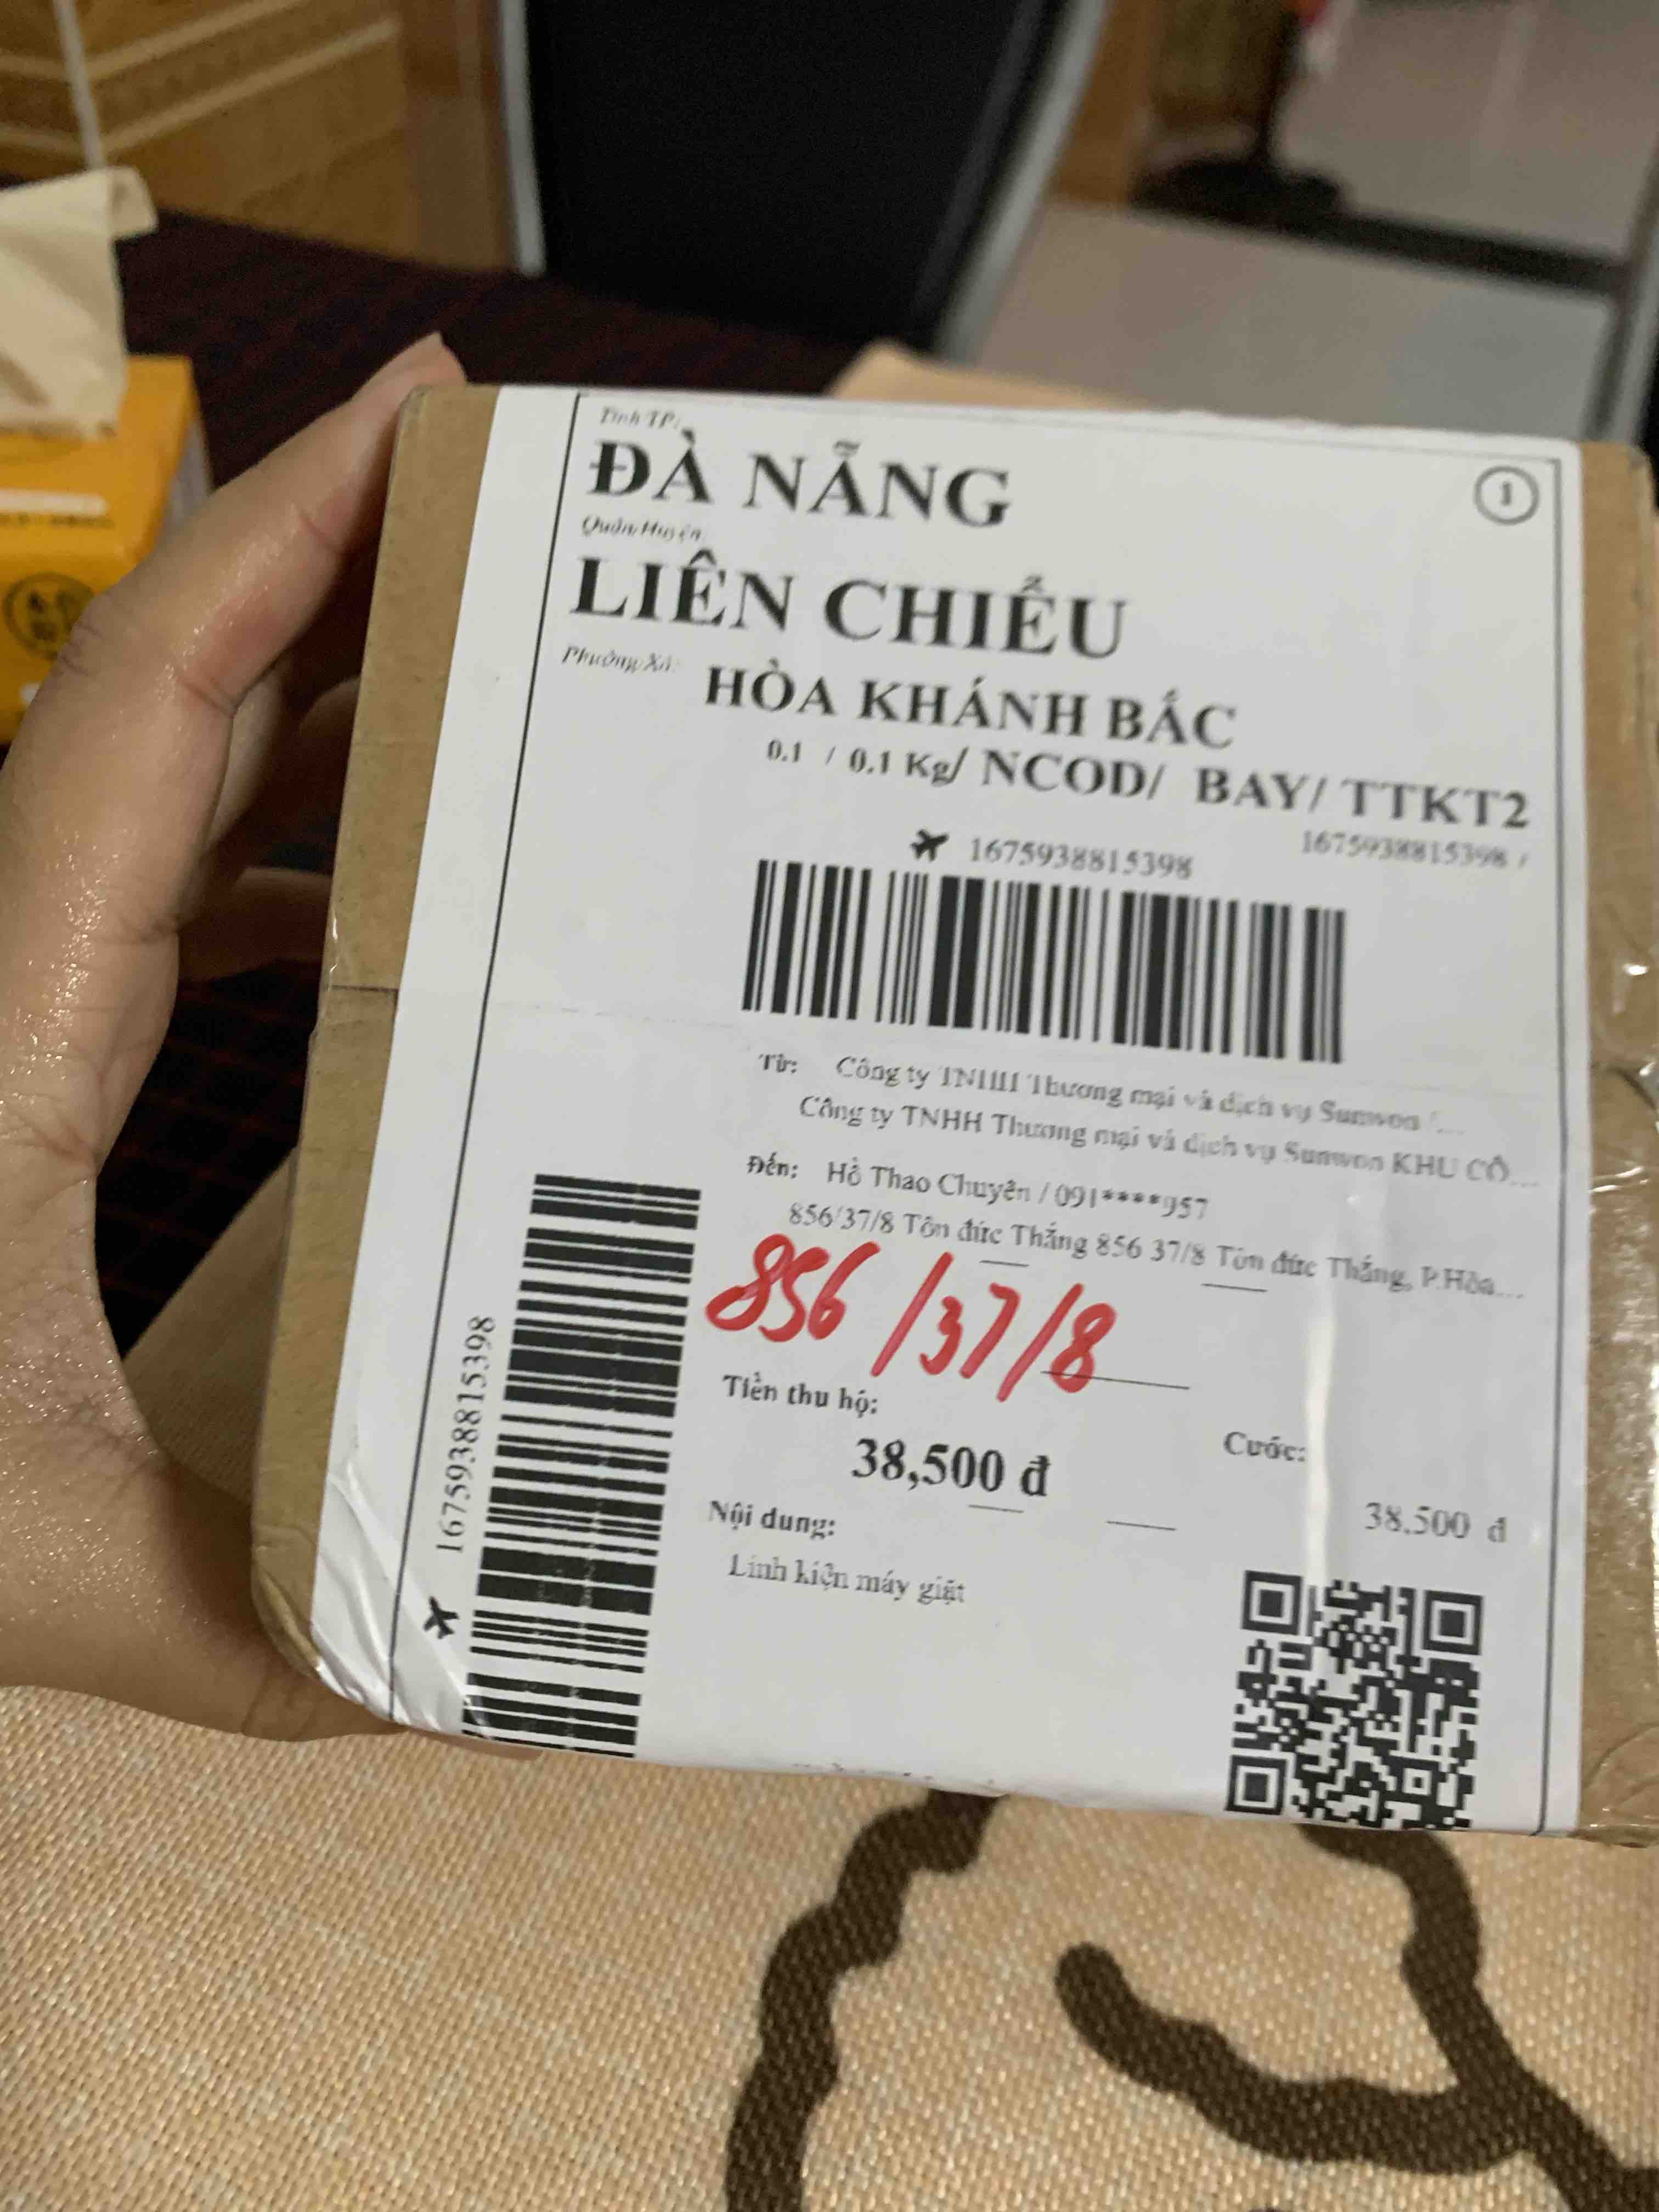 Tỉnh TP:
ĐÀ NẴNG
1
Quận/Huyện:
LIÊN CHIỂU
Phường/Xã:
HÒA KHÁNH BẮC
0.1 / 0.1 Kg/ NCOD/ BAY/ TTKT2
1675938815398
1675938815398 /
Từ: Công ty TNHH Thương mại và dịch vụ Sunwon
Công ty TNHH Thương mại và dịch vụ Sunwon KHU CÔ...
Đến: Hồ Thao Chuyên / 091****957
856/37/8 Tôn đức Thắng 856 37/8 Tôn đức Thắng, P.Hòa...
856/37/8
Tiền thu hộ:
38,500 đ
Cước:
38.500 đ
Nội dung:
Linh kiện máy giặt
1675938815398